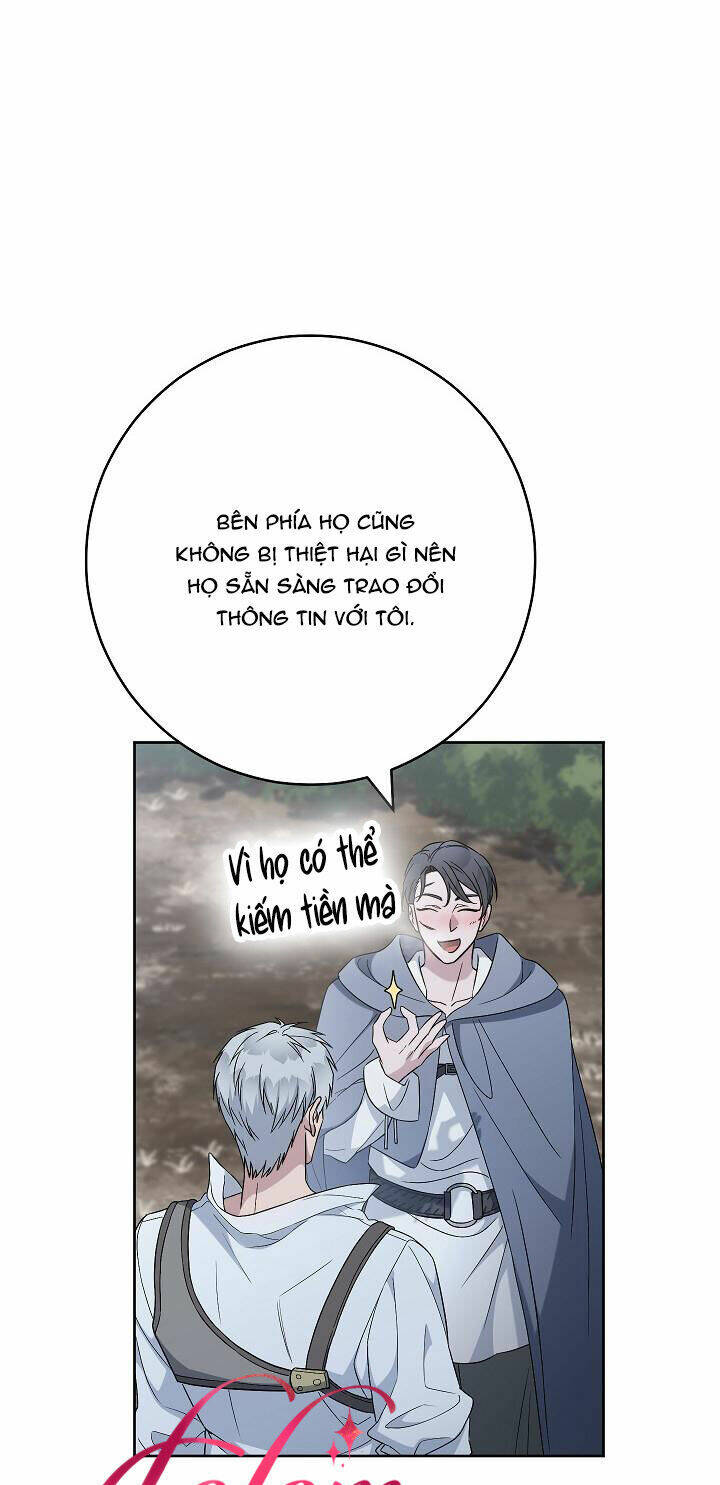 BÊN PHÍA HỌ CŨNG
KHÔNG BỊ THIỆT HẠI GÌ NÊN
HỌ SẴN SÀNG TRAO ĐỔI
THÔNG TIN VỚI TÔI.
Vì họ có thể
kiếm tiền mà